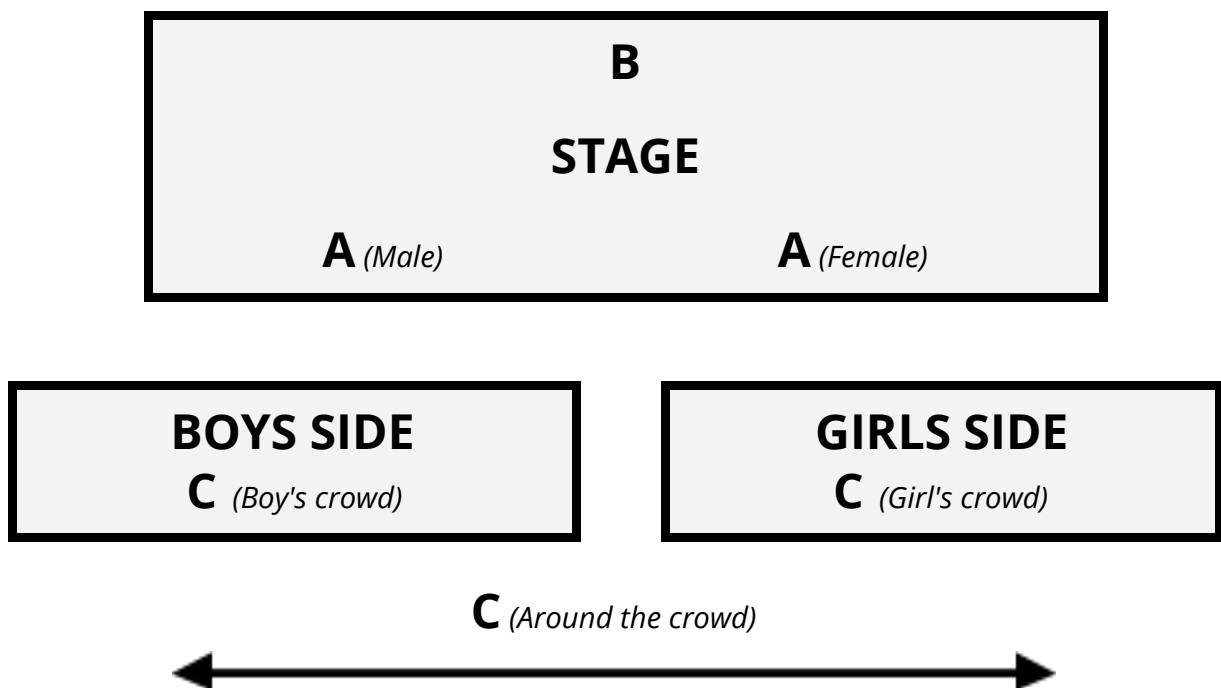 B
STAGE
A (Male) A (Female)
BOYS SIDE
C (Boy's crowd)
GIRLS SIDE
C (Girl's crowd)
C (Around the crowd)